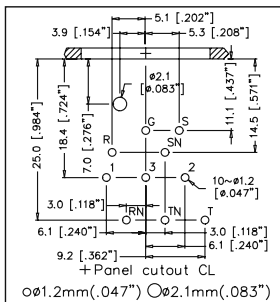 5.1 [.202"]
3.9 [.154"]
5.3 [.208"]
ø2.1
[ø.083"]
11.1 [.437"]
14.5 [.571"]
25.0 [.984"]
18.4 [.724"]
7.0 [.276"]
G S
R SN
1 3 2
10~ø1.2
[ø.047"]
3.0
[.118"]
RN TN T
6.1 [.240"]
3.0 [.118"]
6.1 [.240"]
9.2 [.362"]
Panel cutout CL
ø1.2mm(.047") ø2.1mm(.083")